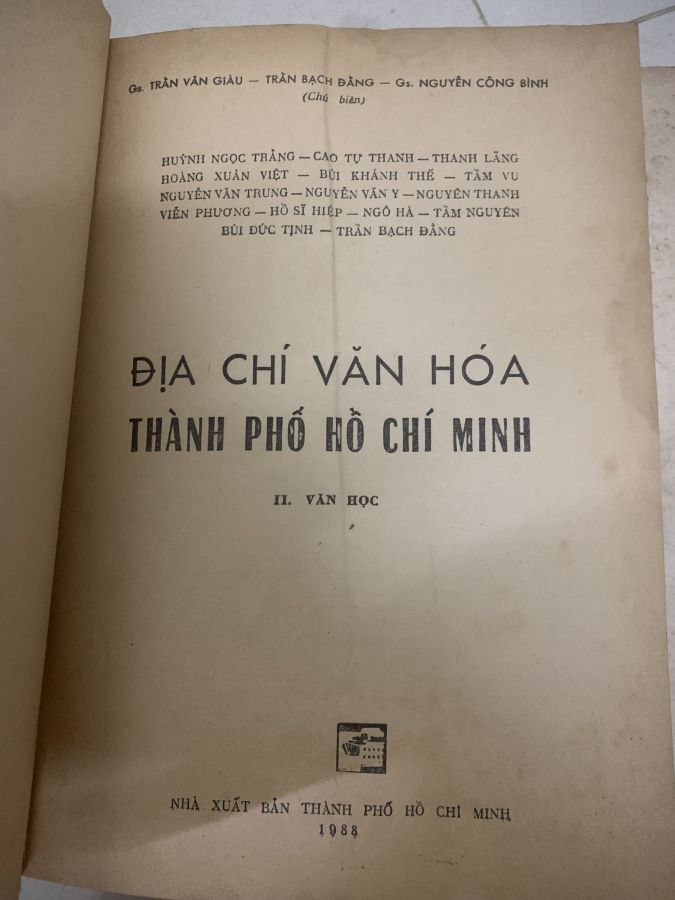 Gs. TRẦN VĂN GIÀU — TRẦN BẠCH ĐẰNG — Gs. NGUYỄN CÔNG BÌNH
(Chủ biên)
HUỲNH NGỌC TRẢNG — CAO TỰ THANH — THANH LÃNG
HOÀNG XUÂN VIỆT — BÙI KHÁNH THẾ — TẦM VU
NGUYỄN VĂN TRUNG — NGUYỄN VĂN Y — NGUYÊN THANH
VIỄN PHƯƠNG — HỒ SĨ HIỆP — NGÔ HÀ — TẦM NGUYÊN
BÙI ĐỨC TỊNH — TRẦN BẠCH ĐẰNG
ĐỊA CHÍ VĂN HÓA
THÀNH PHỐ HỒ CHÍ MINH
II. VĂN HỌC
NHÀ XUẤT BẢN THÀNH PHỐ HỒ CHÍ MINH
1988